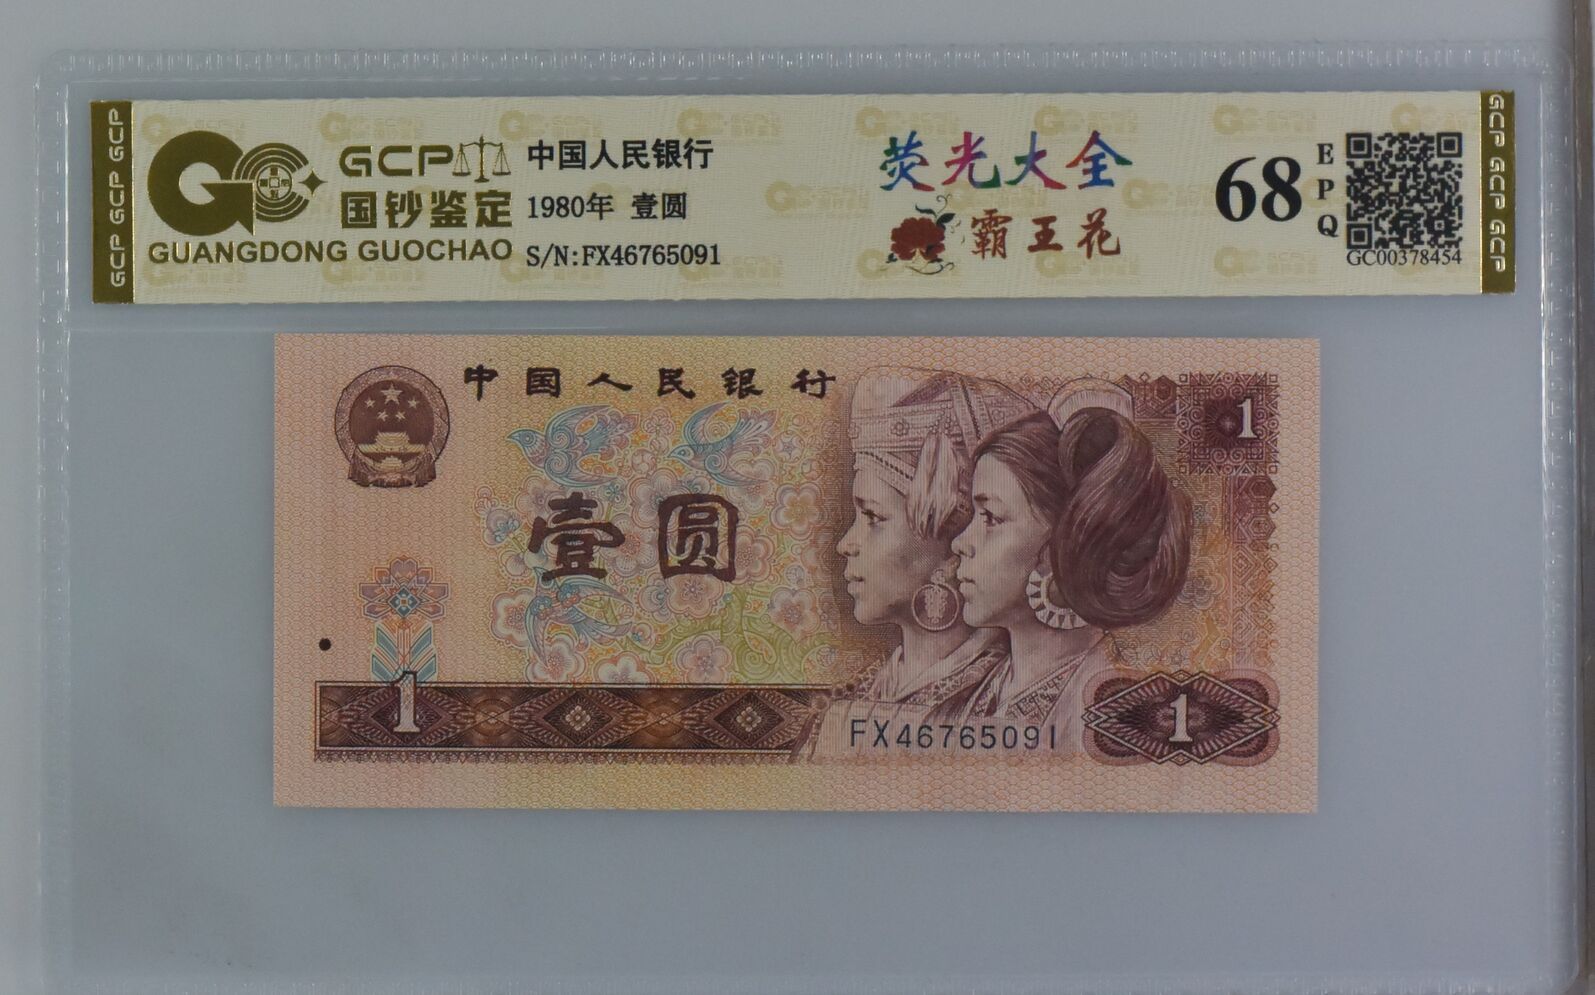 GCP GCP GCP
GCP
国钞鉴定
GUANGDONG GUOCHAO
中国人民银行
1980年 壹圆
S/N:FX46765091
荧光大全
霸王花
68
EPQ
GC00378454
GCP GCP GCP GCP
中国人民银行
1
壹圆
1
FX46765091
1